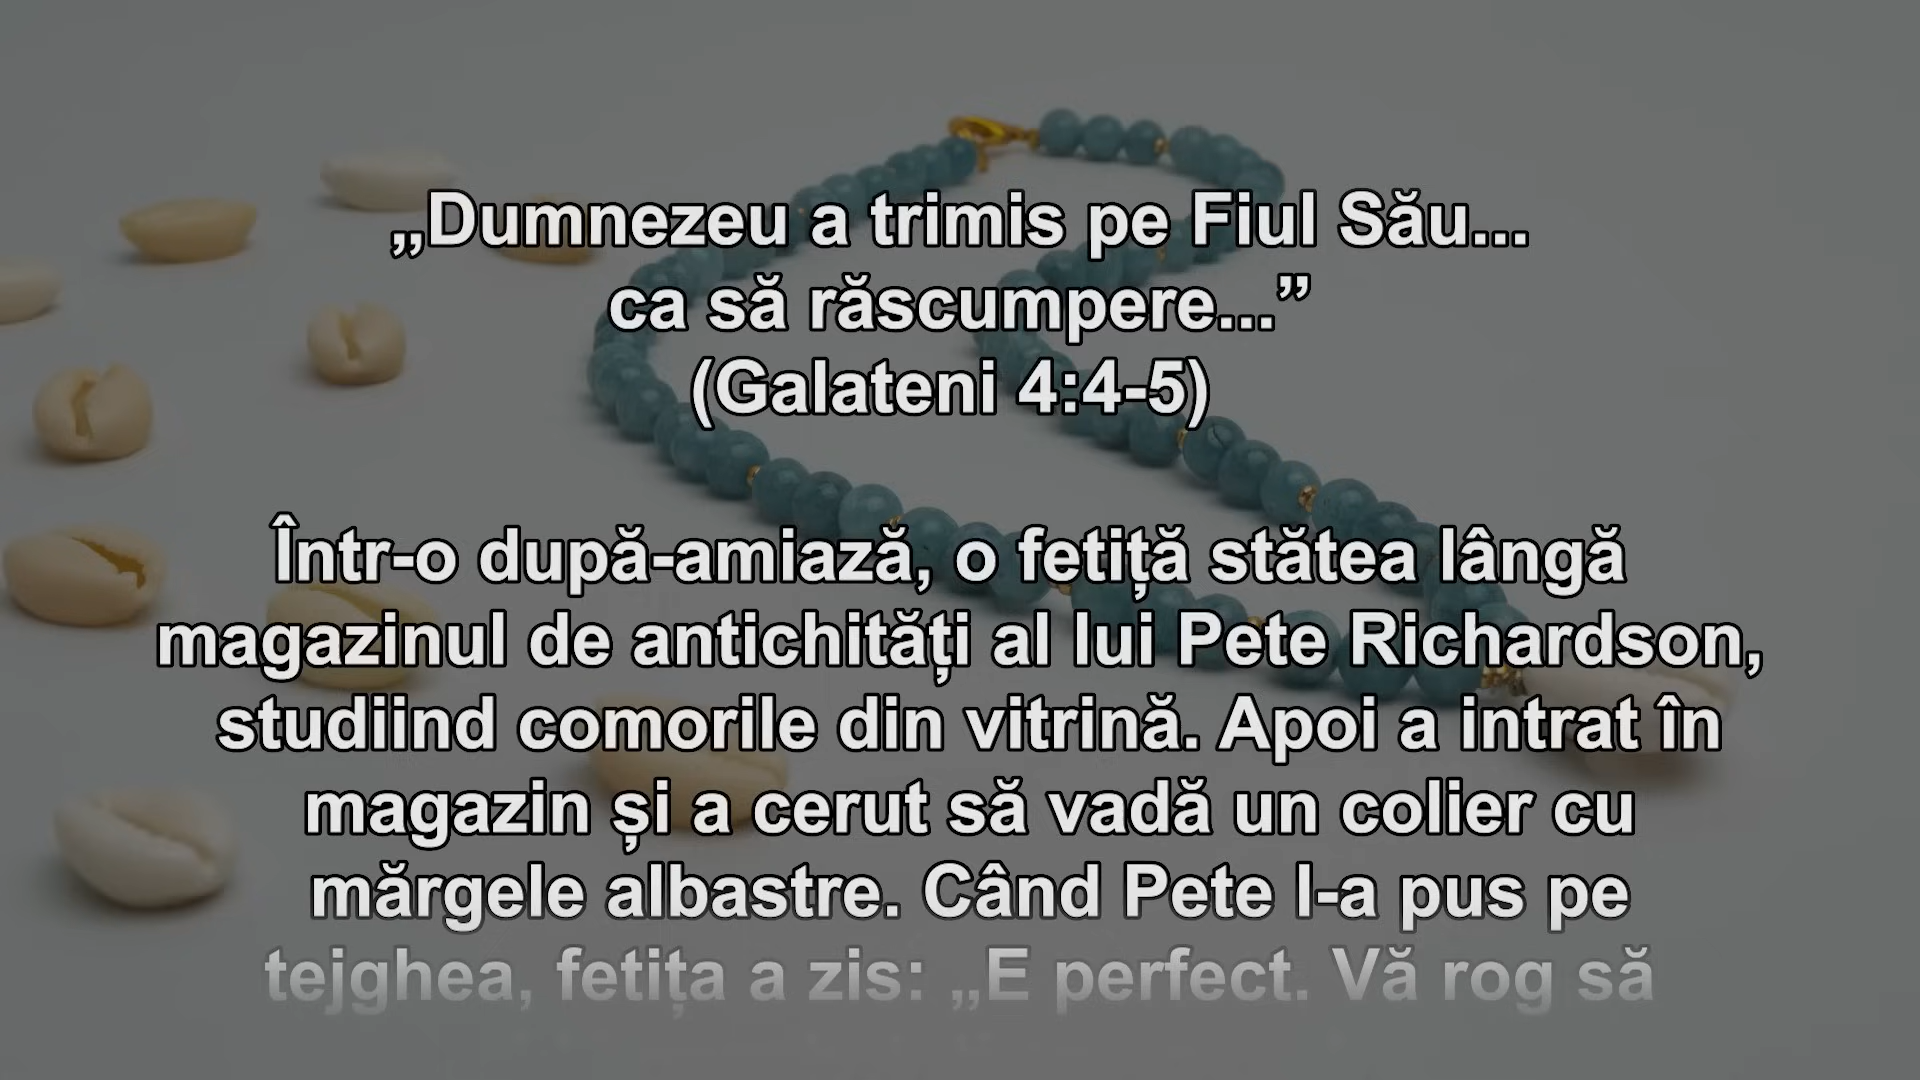 „Dumnezeu a trimis pe Fiul Său...
ca să răscumpere...”
(Galateni 4:4-5)
Într-o după-amiază, o fetiță stătea lângă
magazinul de antichități al lui Pete Richardson,
studiind comorile din vitrină. Apoi a intrat în
magazin și a cerut să vadă un colier cu
mărgele albastre. Când Pete l-a pus pe
tejghea, fetița a zis: „E perfect. Vă rog să